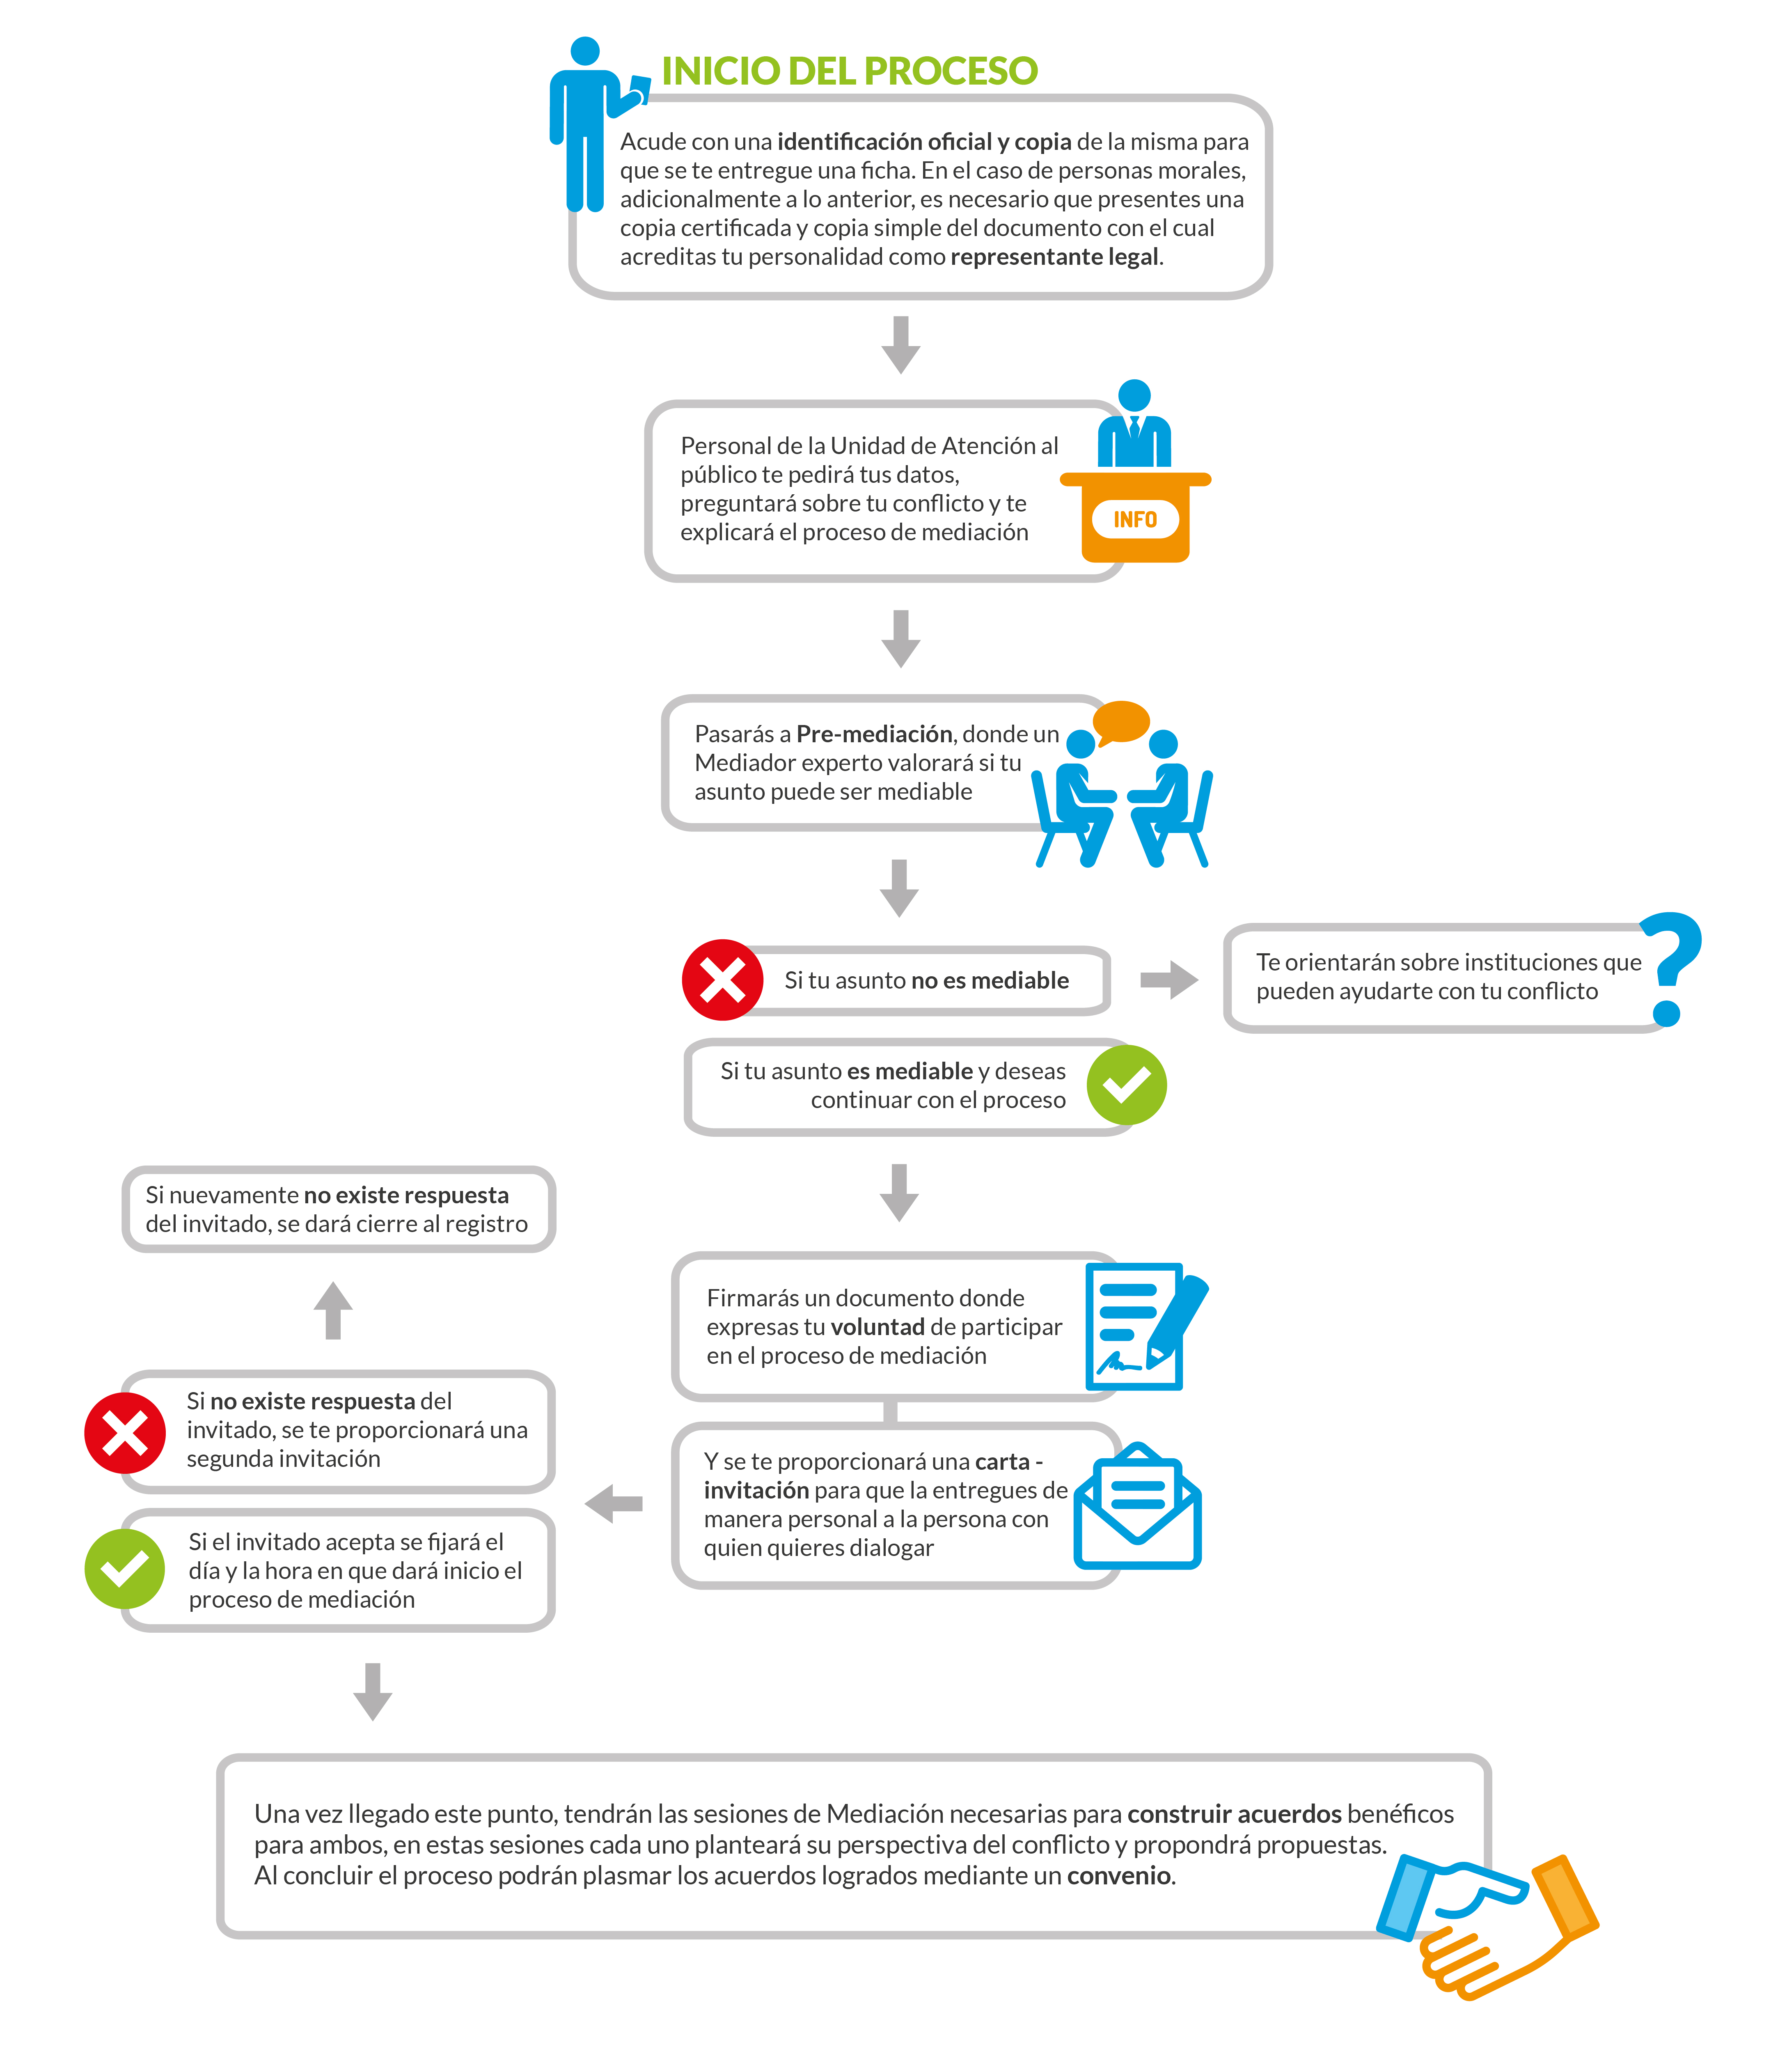 INICIO DEL PROCESO
Acude con una identificación oficial y copia de la misma para
que se te entregue una ficha. En el caso de personas morales,
adicionalmente a lo anterior, es necesario que presentes una
copia certificada y copia simple del documento con el cual
acreditas tu personalidad como representante legal.
Personal de la Unidad de Atención al
público te pedirá tus datos,
preguntará sobre tu conflicto y te
explicará el proceso de mediación
INFO
Pasarás a Pre-mediación, donde un
Mediador experto valorará si tu
asunto puede ser mediable
Si tu asunto no es mediable
Te orientarán sobre instituciones que
pueden ayudarte con tu conflicto
Si tu asunto es mediable y deseas
continuar con el proceso
Firmarás un documento donde
expresas tu voluntad de participar
en el proceso de mediación
Y se te proporcionará una carta -
invitación para que la entregues de
manera personal a la persona con
quien quieres dialogar
Si no existe respuesta del
invitado, se te proporcionará una
segunda invitación
Si nuevamente no existe respuesta
del invitado, se dará cierre al registro
Si el invitado acepta se fijará el
día y la hora en que dará inicio el
proceso de mediación
Una vez llegado este punto, tendrán las sesiones de Mediación necesarias para construir acuerdos benéficos
para ambos, en estas sesiones cada uno planteará su perspectiva del conflicto y propondrá propuestas.
Al concluir el proceso podrán plasmar los acuerdos logrados mediante un convenio.